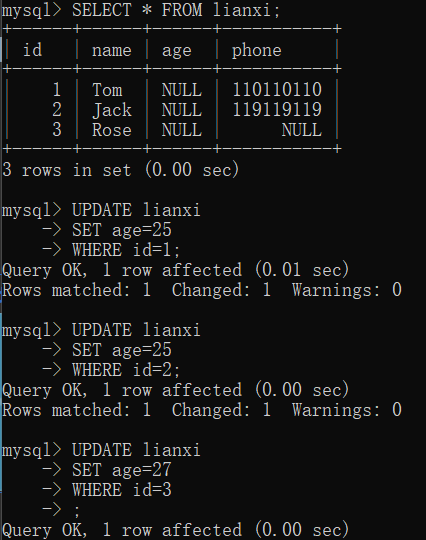 mysql> SELECT * FROM lianxi;
+------+------+------+-----------+
| id   | name | age  | phone     |
+------+------+------+-----------+
|    1 | Tom  | NULL | 110110110 |
|    2 | Jack | NULL | 119119119 |
|    3 | Rose | NULL |      NULL |
+------+------+------+-----------+
3 rows in set (0.00 sec)
mysql> UPDATE lianxi
    -> SET age=25
    -> WHERE id=1;
Query OK, 1 row affected (0.01 sec)
Rows matched: 1  Changed: 1  Warnings: 0
mysql> UPDATE lianxi
    -> SET age=25
    -> WHERE id=2;
Query OK, 1 row affected (0.00 sec)
Rows matched: 1  Changed: 1  Warnings: 0
mysql> UPDATE lianxi
    -> SET age=27
    -> WHERE id=3
    -> ;
Query OK, 1 row affected (0.00 sec)